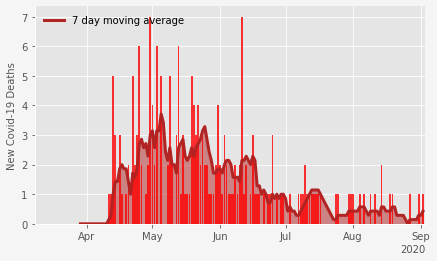 7 day moving average
New Covid-19 Deaths
7
6
5
4
3
2
1
0
Apr
May
Jun
Jul
Aug
Sep
2020